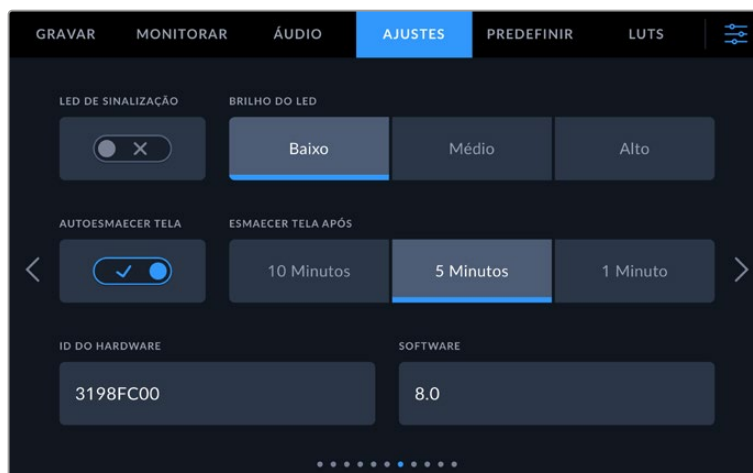 GRAVAR MONITORAR ÁUDIO AJUSTES PREDEFINIR LUTS
LED DE SINALIZAÇÃO BRILHO DO LED
Baixo Médio Alto
AUTOESMAECER TELA ESMAECER TELA APÓS
10 Minutos 5 Minutos 1 Minuto
ID DO HARDWARE SOFTWARE
3198FC00 8.0